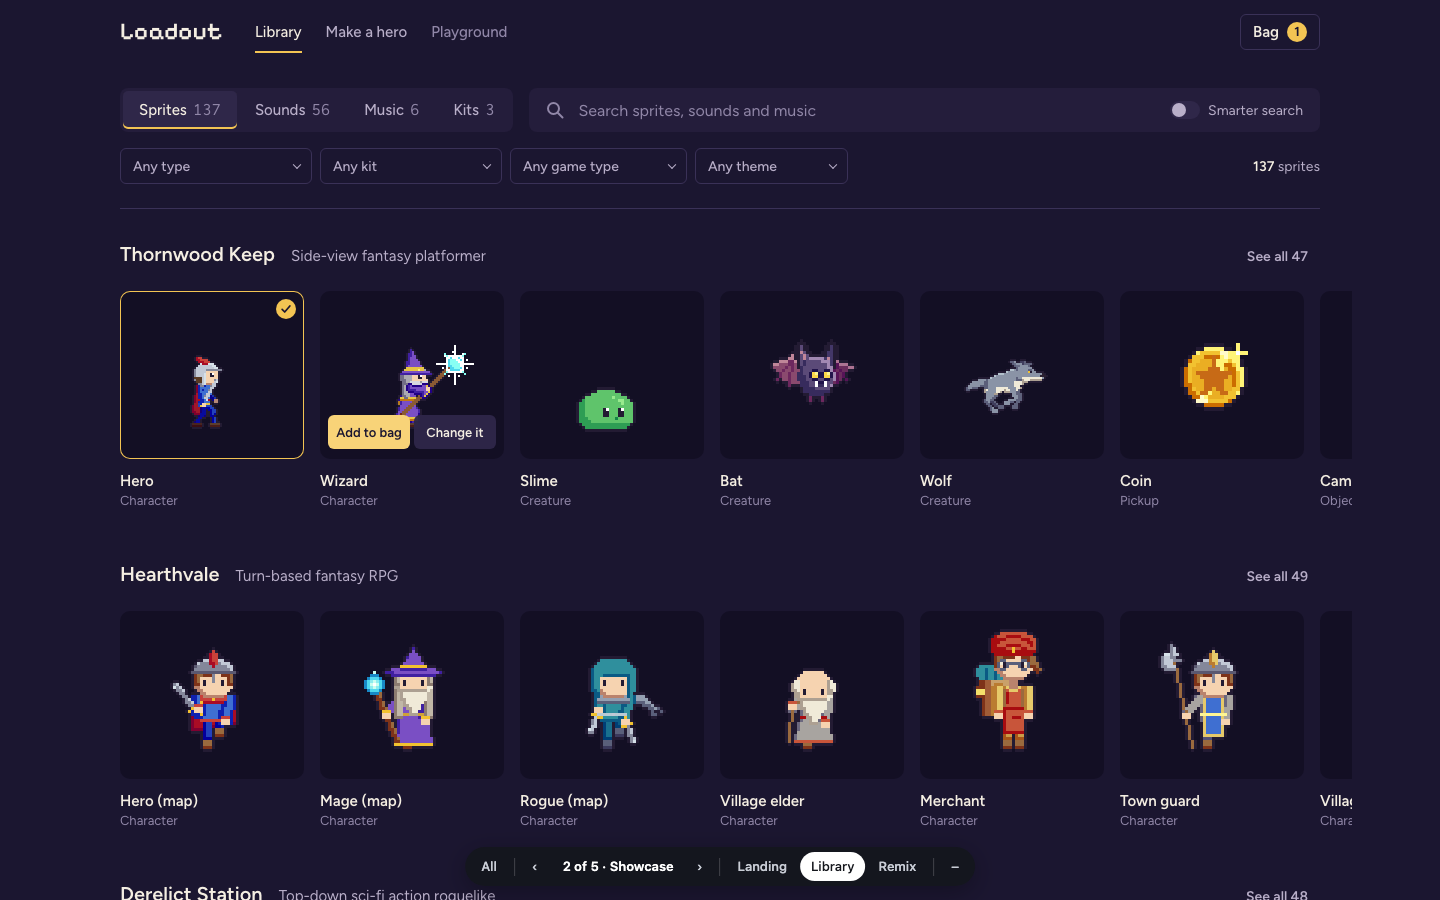 Loadout Library Make a hero Playground Bag 1
Sprites 137 Sounds 56 Music 6 Kits 3 Search sprites, sounds and music Smarter search
Any type Any kit Any game type Any theme 137 sprites
Thornwood Keep Side-view fantasy platformer See all 47
Add to bag Change it
Hero Wizard Slime Bat Wolf Coin Cam
Character Character Creature Creature Creature Pickup Objec
Hearthvale Turn-based fantasy RPG See all 49
Hero (map) Mage (map) Rogue (map) Village elder Merchant Town guard Villag
Character Character Character Character Character Character Chara
All ‹ 2 of 5 · Showcase › Landing Library Remix –
Derelict Station Top-down sci-fi action roguelike See all 48